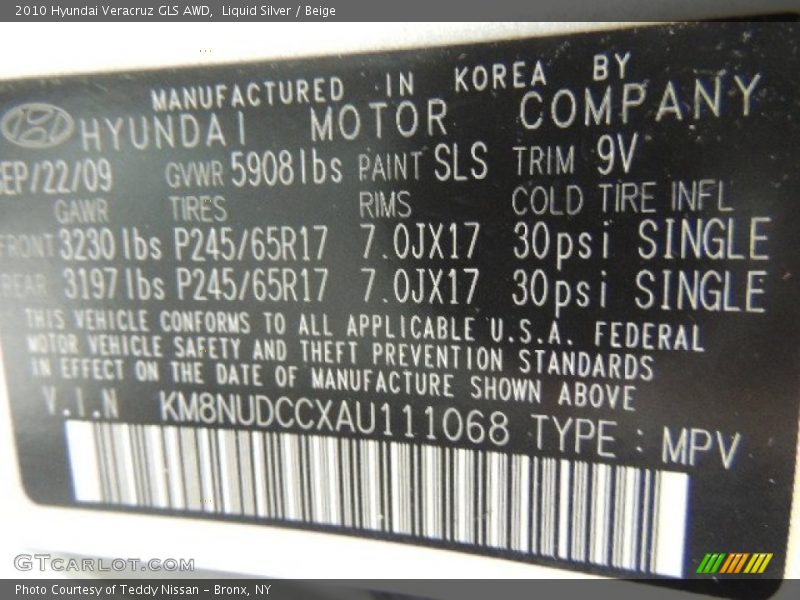 2010 Hyundai Veracruz GLS AWD,  Liquid Silver / Beige
MANUFACTURED IN KOREA BY
HYUNDAI MOTOR COMPANY
SEP/22/09 GVWR 5908lbs PAINT SLS TRIM 9V
GAWR TIRES RIMS COLD TIRE INFL
FRONT 3230lbs P245/65R17 7.0JX17 30psi SINGLE
REAR 3197lbs P245/65R17 7.0JX17 30psi SINGLE
THIS VEHICLE CONFORMS TO ALL APPLICABLE U.S.A. FEDERAL
MOTOR VEHICLE SAFETY AND THEFT PREVENTION STANDARDS
IN EFFECT ON THE DATE OF MANUFACTURE SHOWN ABOVE
V.I.N KM8NUDCCXAU111068 TYPE : MPV
GTCARLOT.COM
Photo Courtesy of Teddy Nissan - Bronx, NY